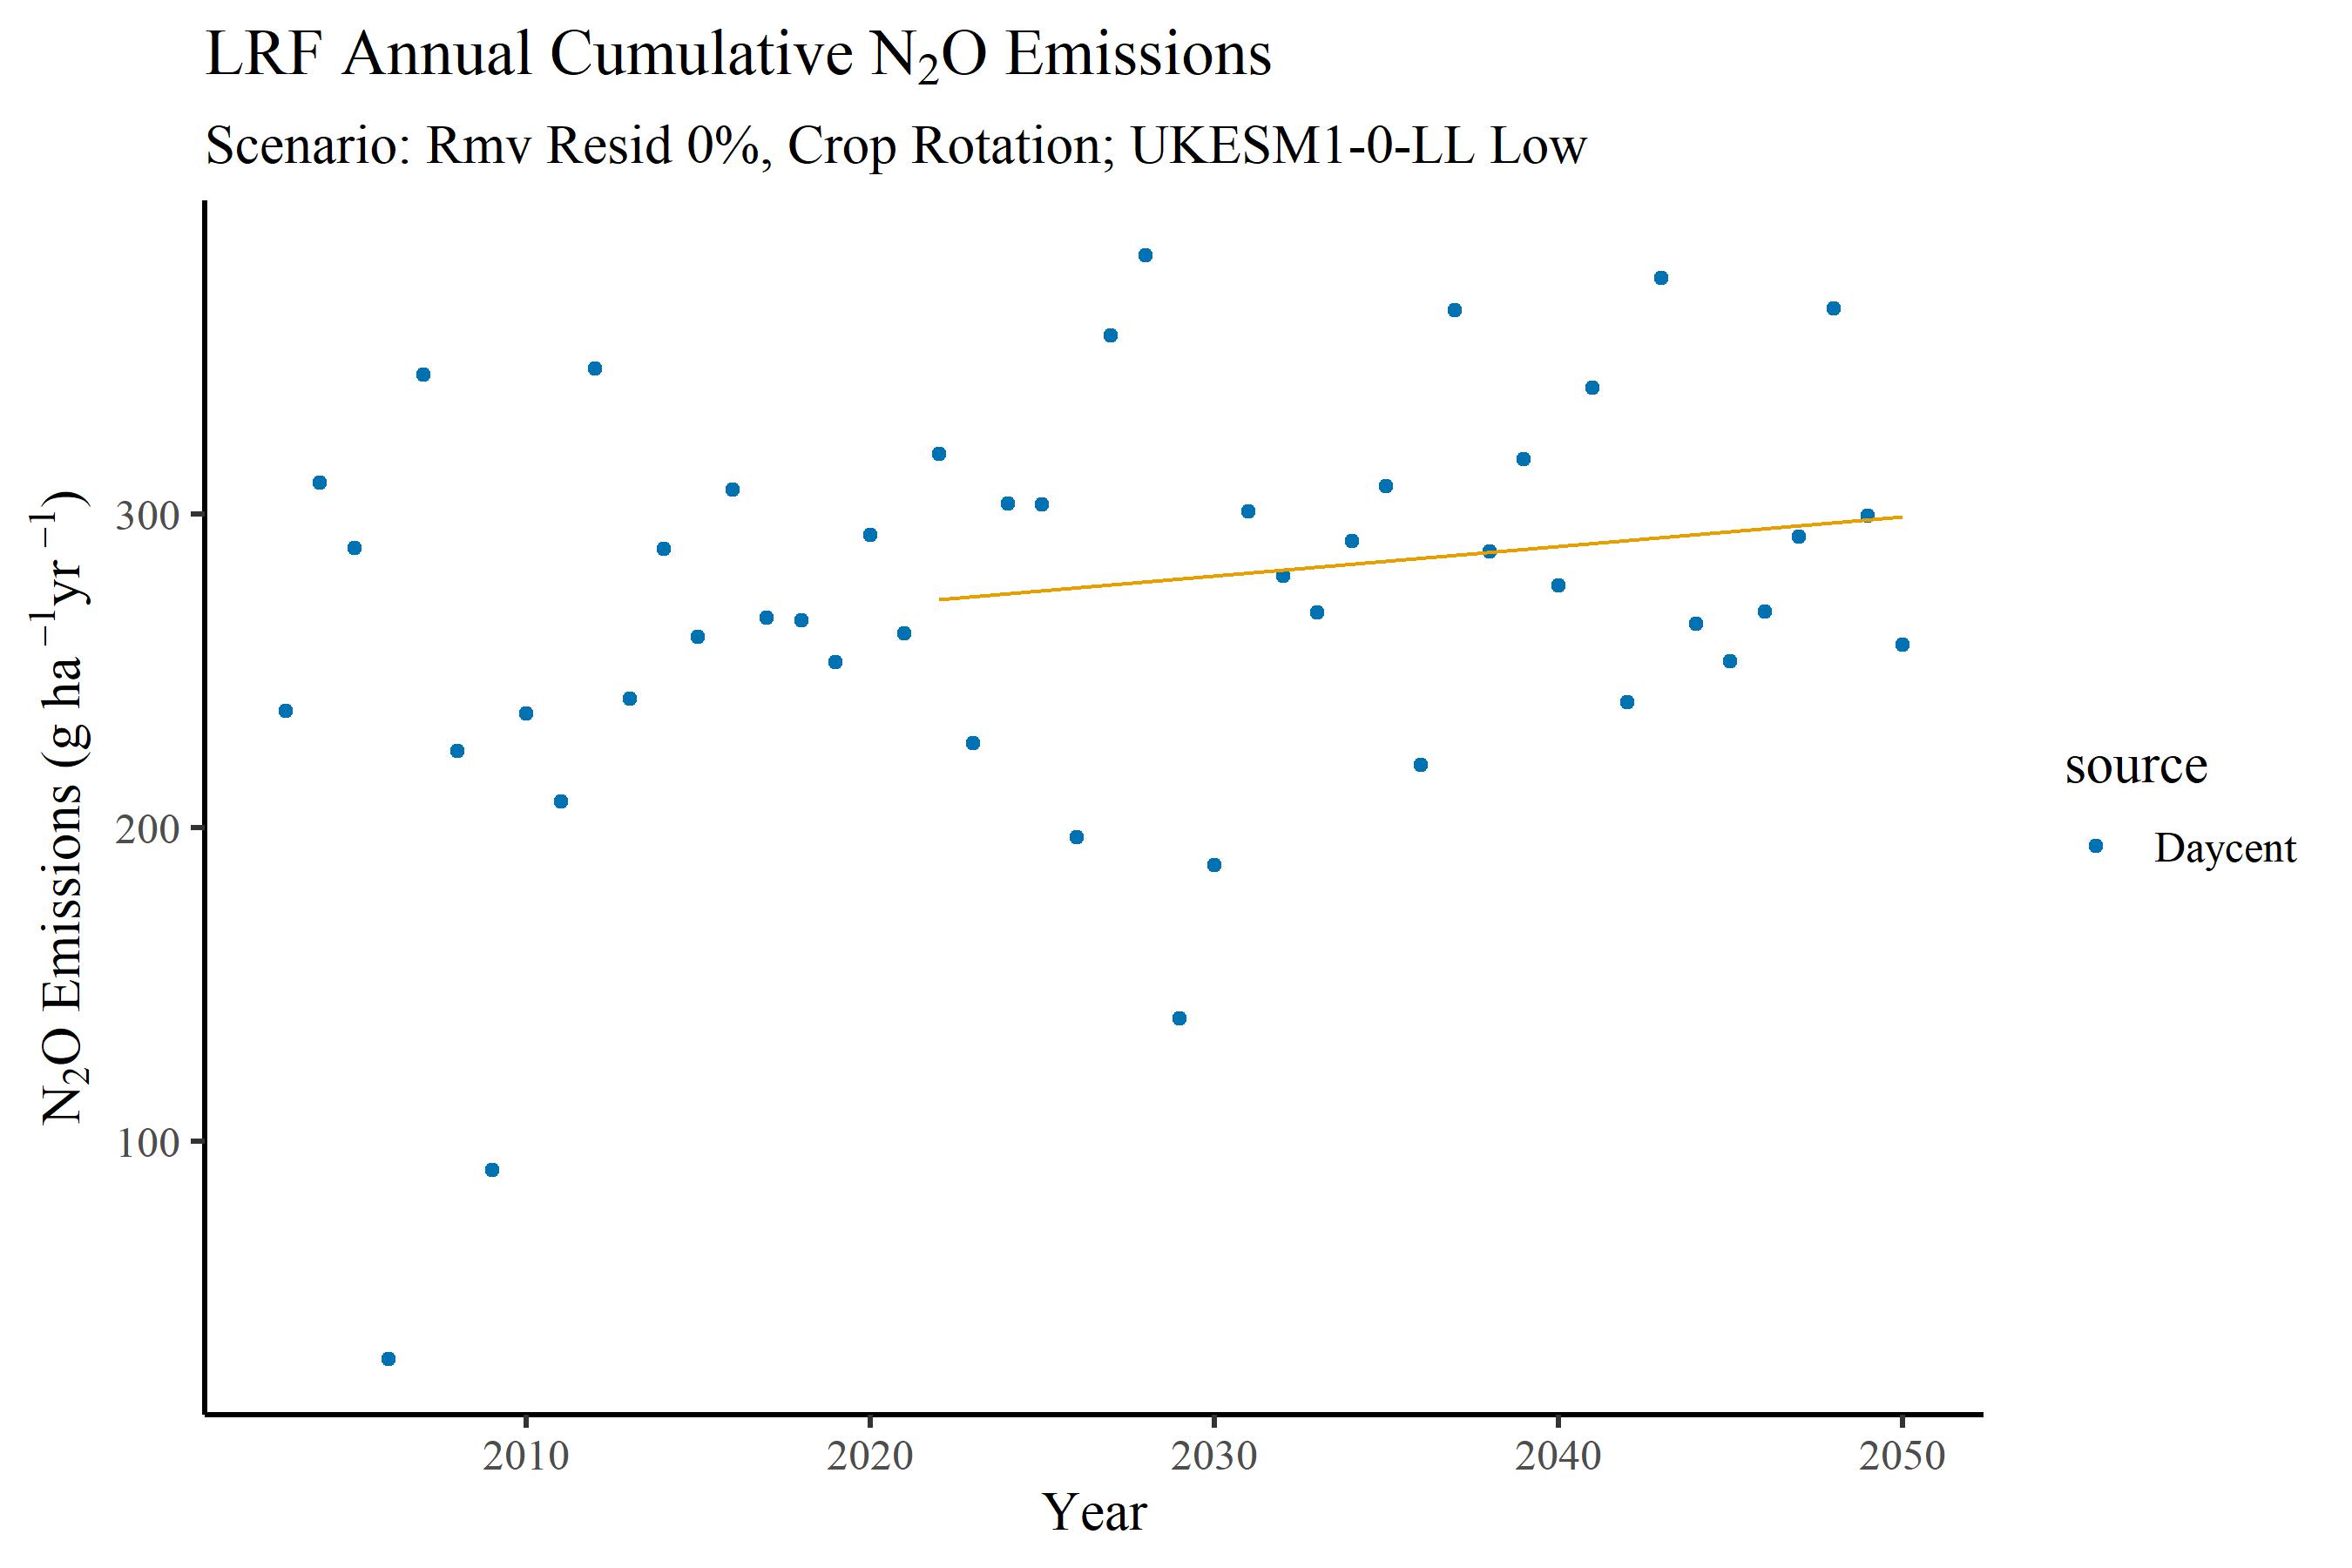 LRF Annual Cumulative N₂O Emissions
Scenario: Rmv Resid 0%, Crop Rotation; UKESM1-0-LL Low
N₂O Emissions (g ha ⁻¹yr ⁻¹)
300
200
100
2010 2020 2030 2040 2050
Year
source
Daycent